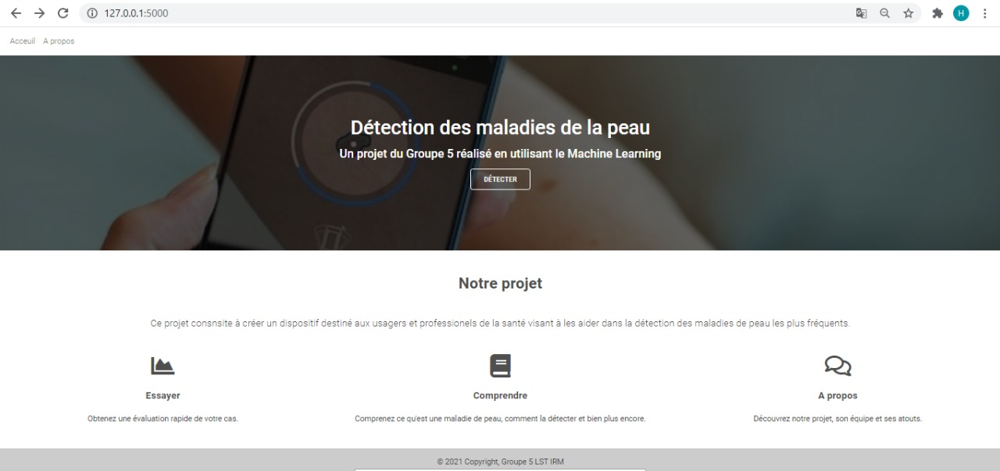 127.0.0.1:5000
H
Acceuil A propos
Détection des maladies de la peau
Un projet du Groupe 5 réalisé en utilisant le Machine Learning
DÉTECTER
Notre projet
Ce projet consnsite à créer un dispositif destiné aux usagers et professionels de la santé visant à les aider dans la détection des maladies de peau les plus fréquents.
Essayer
Obtenez une évaluation rapide de votre cas.
Comprendre
Comprenez ce qu'est une maladie de peau, comment la détecter et bien plus encore.
A propos
Découvrez notre projet, son équipe et ses atouts.
© 2021 Copyright, Groupe 5 LST IRM